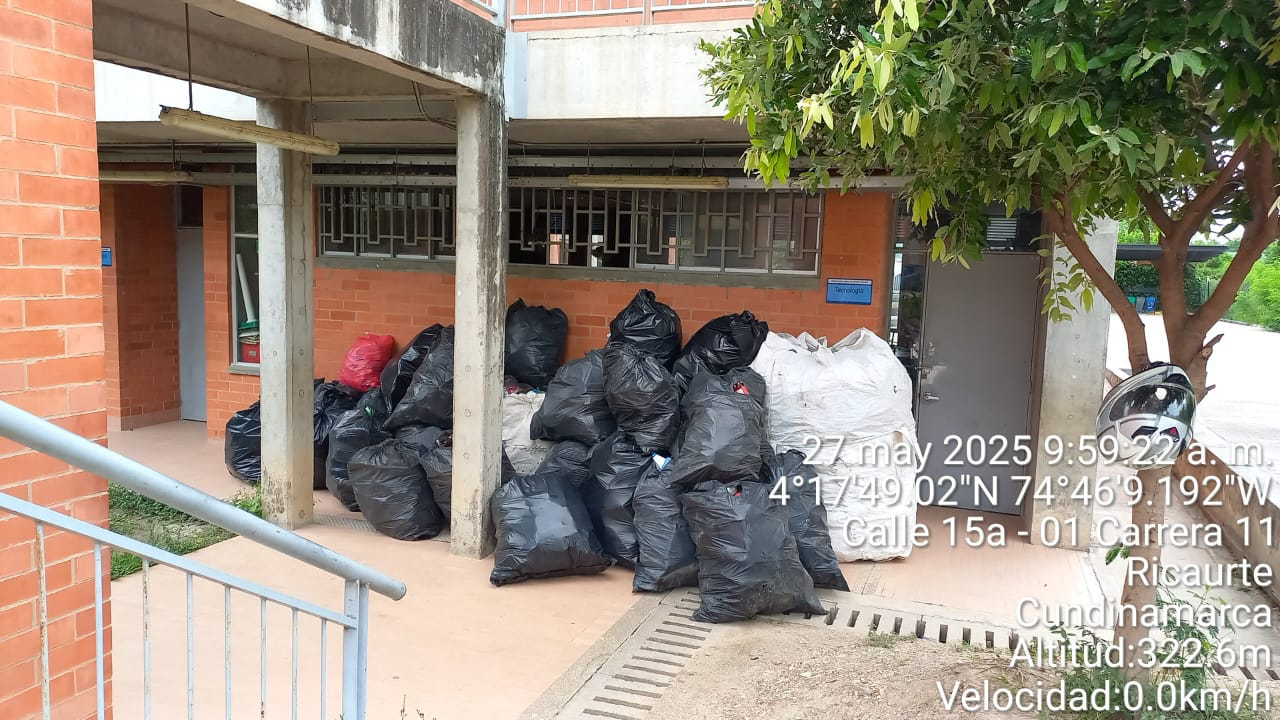 Tecnología
27 may 2025 9:59:22 a. m.
4°17'49.02"N 74°46'9.192"W
Calle 15a - 01 Carrera 11
Ricaurte
Cundinamarca
Altitud:322.6m
Velocidad:0.0km/h